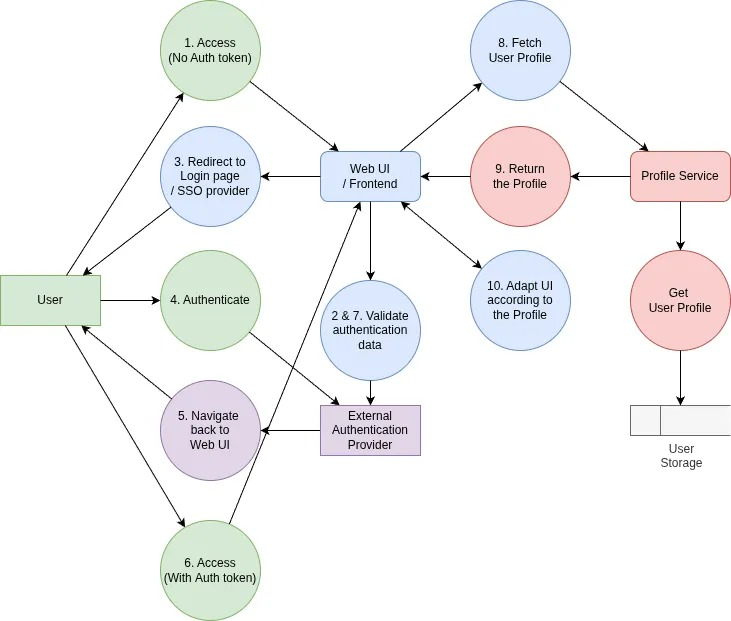 1. Access
(No Auth token)
8. Fetch
User Profile
3. Redirect to
Login page
/ SSO provider
Web UI
/ Frontend
9. Return
the Profile
Profile Service
User
4. Authenticate
2 & 7. Validate
authentication
data
10. Adapt UI
according to
the Profile
Get
User Profile
5. Navigate
back to
Web UI
External
Authentication
Provider
User
Storage
6. Access
(With Auth token)